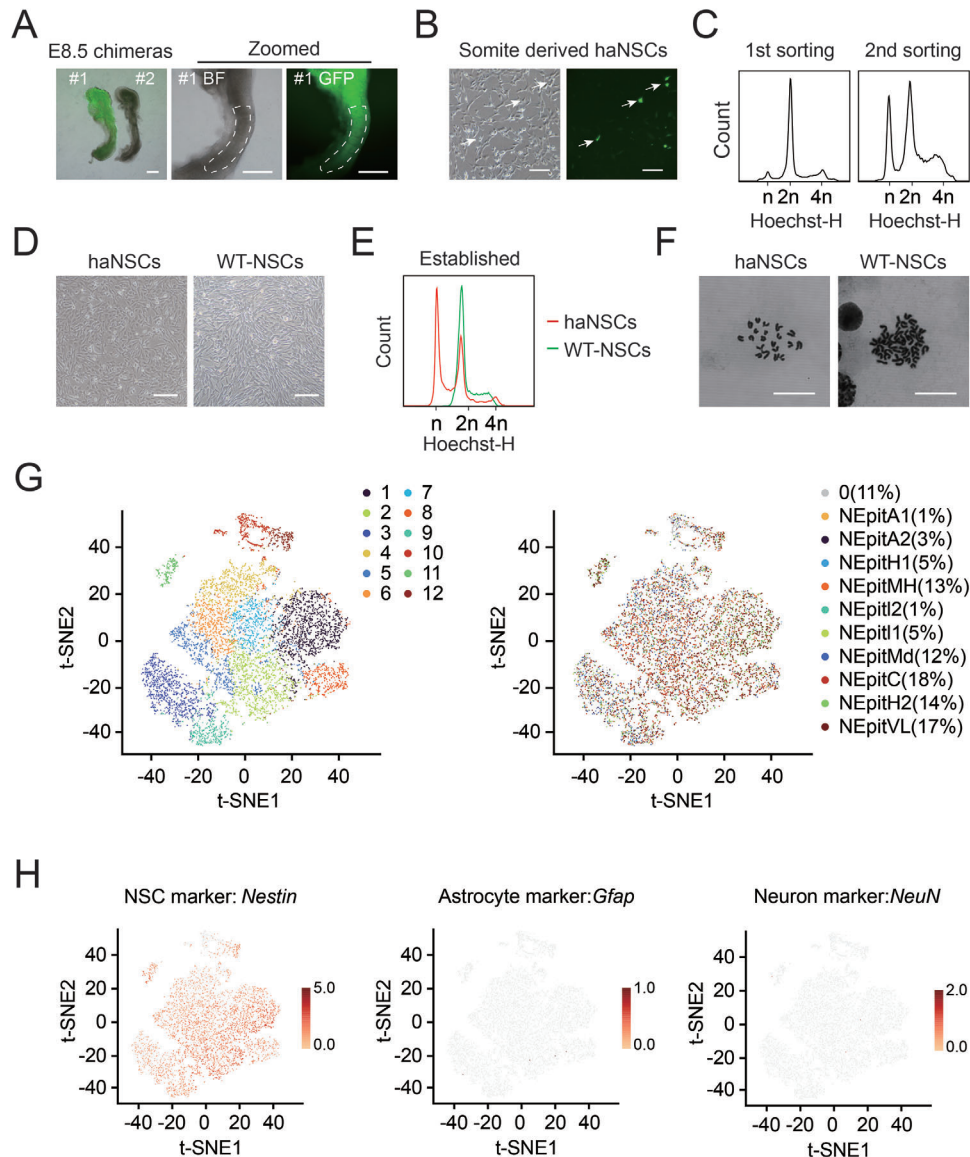 A
E8.5 chimeras
Zoomed
#1
#2
#1 BF
#1 GFP
B
Somite derived haNSCs
C
1st sorting
2nd sorting
Count
n 2n 4n
n 2n 4n
Hoechst-H
Hoechst-H
D
haNSCs
WT-NSCs
E
Established
Count
haNSCs
WT-NSCs
n 2n 4n
Hoechst-H
F
haNSCs
WT-NSCs
G
t-SNE2
40
20
0
-20
-40
-40 -20 0 20 40
t-SNE1
1 7
2 8
3 9
4 10
5 11
6 12
t-SNE2
40
20
0
-20
-40
-40 -20 0 20 40
t-SNE1
0(11%)
NEpitA1(1%)
NEpitA2(3%)
NEpitH1(5%)
NEpitMH(13%)
NEpitI2(1%)
NEpitI1(5%)
NEpitMd(12%)
NEpitC(18%)
NEpitH2(14%)
NEpitVL(17%)
H
NSC marker: Nestin
t-SNE2
40
20
0
-20
-40
-40 -20 0 20 40
t-SNE1
5.0
0.0
Astrocyte marker:Gfap
t-SNE2
40
20
0
-20
-40
-40 -20 0 20 40
t-SNE1
1.0
0.0
Neuron marker:NeuN
t-SNE2
40
20
0
-20
-40
-40 -20 0 20 40
t-SNE1
2.0
0.0